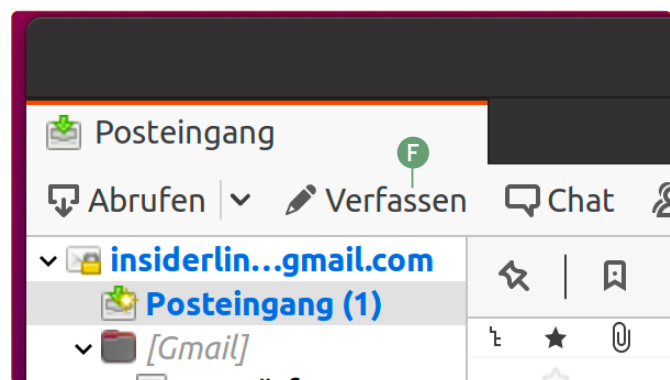 Posteingang
F
Abrufen Verfassen Chat
insiderlin...gmail.com
Posteingang (1)
[Gmail]